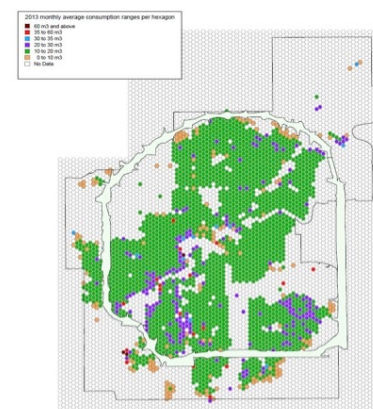 2013 monthly average consumption ranges per hexagon
60 m3 and above
35 to 60 m3
30 to 35 m3
20 to 30 m3
10 to 20 m3
0 to 10 m3
No Data